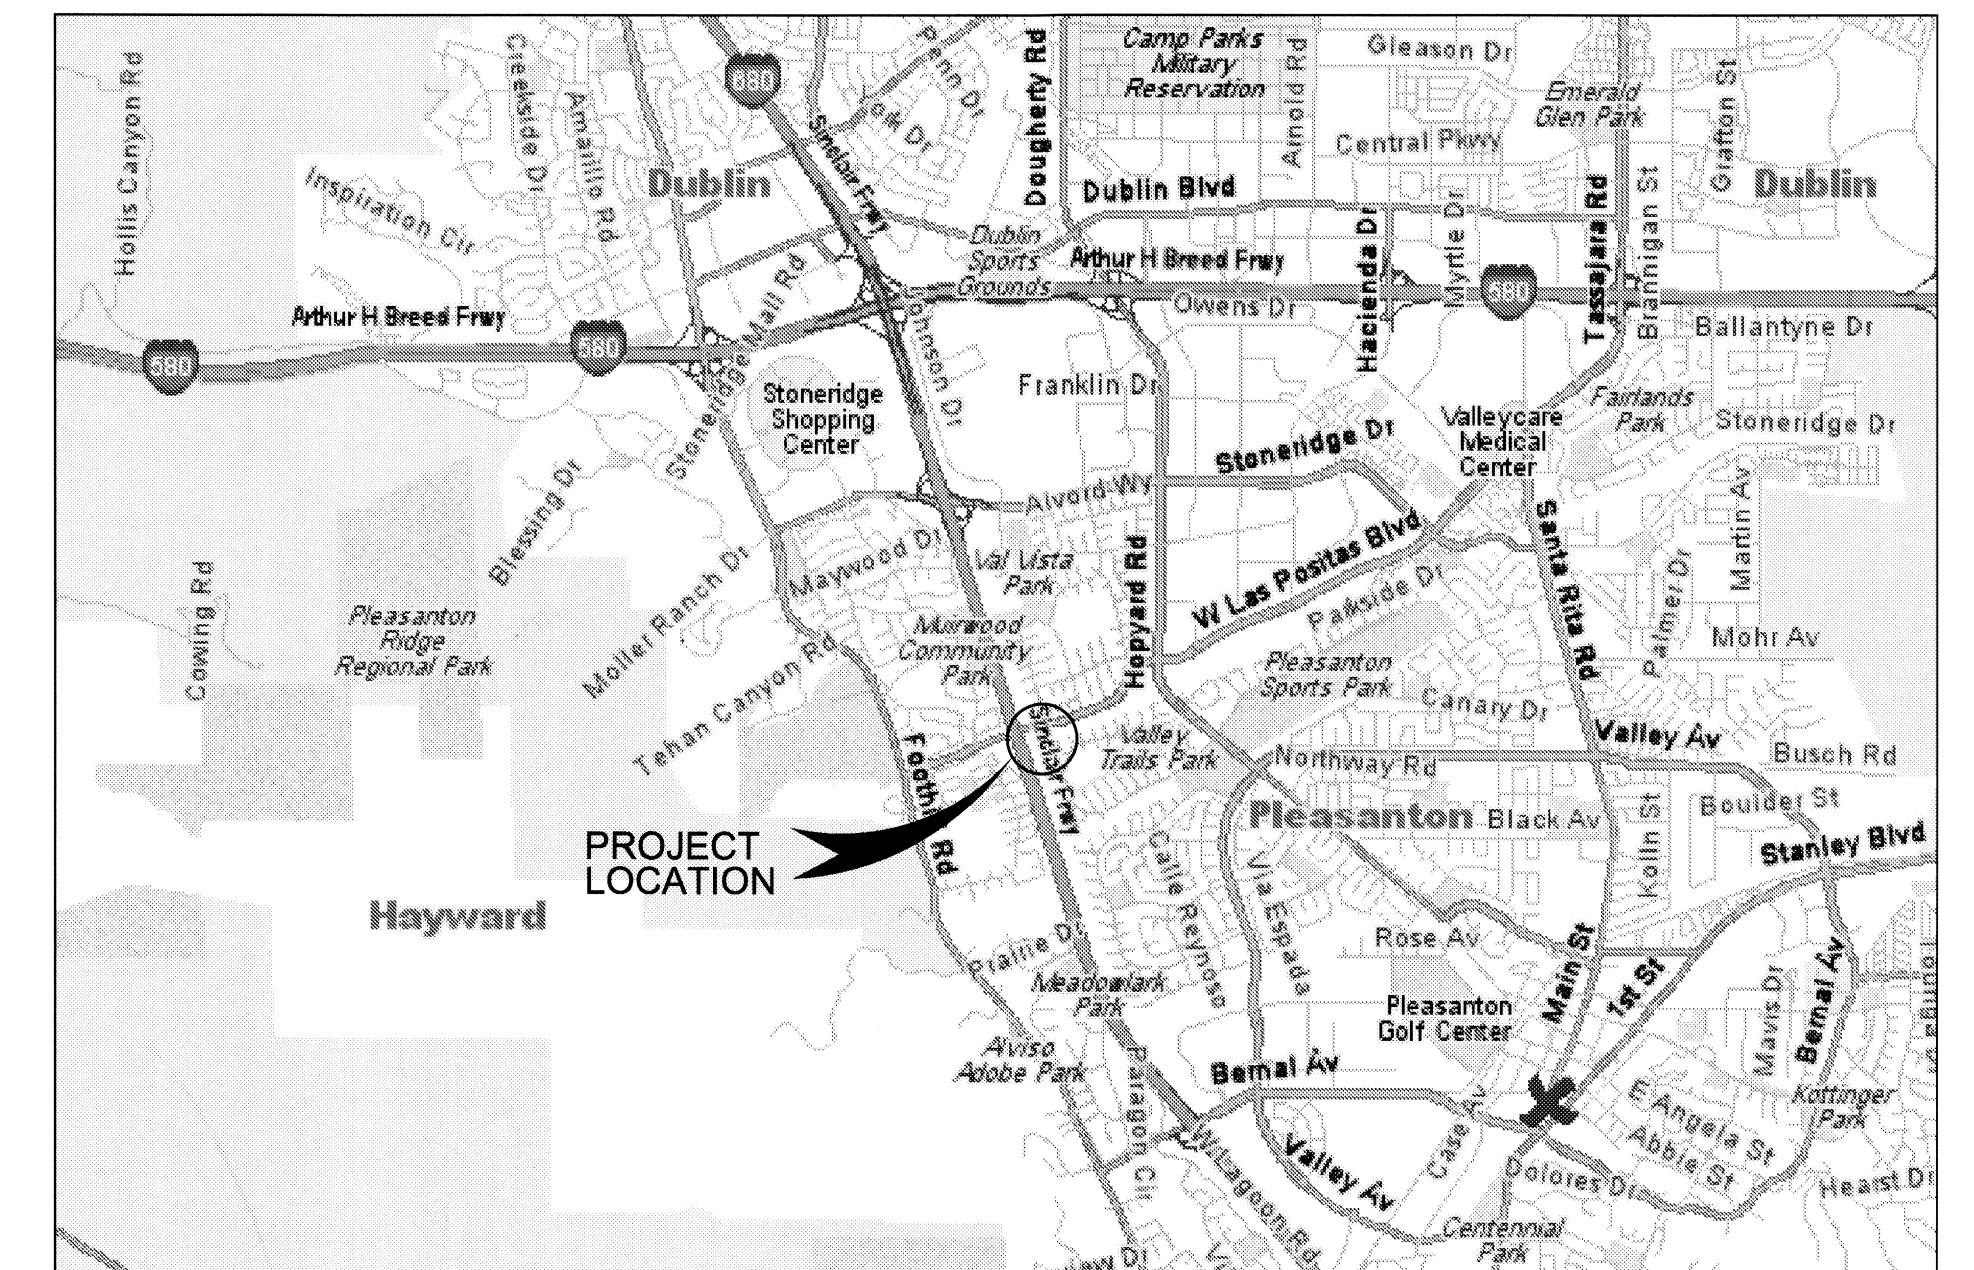 Hollis Canyon Rd
Creekside Dr
Amarillo Rd
680
Penn Dr
York Dr
Dougherty Rd
Camp Parks
Military
Reservation
Arnold Rd
Gleason Dr
Emerald
Glen Park
Central Pkwy
Grafton St
Inspiration Cir
Dublin
Sinclair Frwy
Dublin Blvd
Tassajara Rd
Brannigan St
Dublin
Dublin
Sports
Grounds
Arthur H Breed Frwy
Hacienda Dr
Myrtle Dr
Arthur H Breed Frwy
580
580
Stoneridge Mall Rd
Johnson Dr
Owens Dr
580
Ballantyne Dr
Stoneridge
Shopping
Center
Franklin Dr
Fairlands
Park
Stoneridge Dr
Stoneridge Dr
Valleycare
Medical
Center
Blessing Dr
Alvord Wy
Martin Av
Cowing Rd
Moller Ranch Dr
Maywood Dr
Val Vista
Park
Hopyard Rd
W Las Positas Blvd
Parkside Dr
Santa Rita Rd
Palmer Dr
Mohr Av
Pleasanton
Ridge
Regional Park
Tehan Canyon Rd
Muirwood
Community
Park
Pleasanton
Sports Park
Canary Dr
Foothill Rd
Sinclair Frwy
Valley
Trails Park
Northway Rd
Valley Av
Busch Rd
PROJECT
LOCATION
Pleasanton
Black Av
Kolln St
Boulder St
Stanley Blvd
Hayward
Calle Reynoso
Via Espada
Prairie Dr
Rose Av
Main St
1st St
Meadowlark
Park
Pleasanton
Golf Center
Mavis Dr
Bernal Av
Alviso
Adobe Park
Paragon Cir
Bernal Av
Case Av
E Angela St
Abbie St
Kottinger
Park
W Lagoon Rd
Valley Av
Dolores Dr
Hearst Dr
Centennial
Park